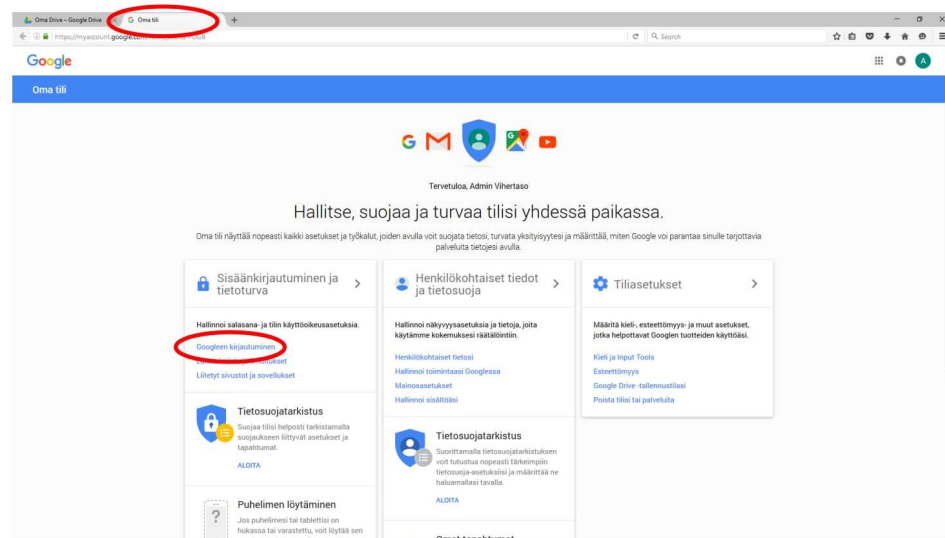 Oma Drive – Google Drive
Oma tili
https://myaccount.google.
Search
Google
A
Oma tili
Tervetuloa, Admin Vihertaso
Hallitse, suojaa ja turvaa tilisi yhdessä paikassa.
Oma tili näyttää nopeasti kaikki asetukset ja työkalut, joiden avulla voit suojata tietosi, turvata yksityisyytesi ja määrittää, miten Google voi parantaa sinulle tarjottavia
palveluita tietojesi avulla.
Sisäänkirjautuminen ja
tietoturva
Hallinnoi salasana- ja tilin käyttöoikeusasetuksia.
Googleen kirjautuminen
Liitetyt sivustot ja sovellukset
Tietosuojatarkistus
Suojaa tilisi helposti tarkistamalla
suojaukseen liittyvät asetukset ja
tapahtumat.
ALOITA
Puhelimen löytäminen
Jos puhelimesi tai tablettisi on
hukassa tai varastettu, voit löytää sen
Henkilökohtaiset tiedot
ja tietosuoja
Hallinnoi näkyvyysasetuksia ja tietoja, joita
käytämme kokemuksesi räätälöintiin.
Henkilökohtaiset tietosi
Hallinnoi toimintaasi Googlessa
Mainosasetukset
Hallinnoi sisältöäsi
Tietosuojatarkistus
Suorittamalla tietosuojatarkistuksen
voit tutustua nopeasti tärkeimpiin
tietosuoja-asetuksiisi ja määrittää ne
haluamallasi tavalla.
ALOITA
Omat tapahtumat
Tiliasetukset
Määritä kieli-, esteettömyys- ja muut asetukset,
jotka helpottavat Googlen tuotteiden käyttöäsi.
Kieli ja Input Tools
Esteettömyys
Google Drive -tallennustilasi
Poista tilisi tai palveluita